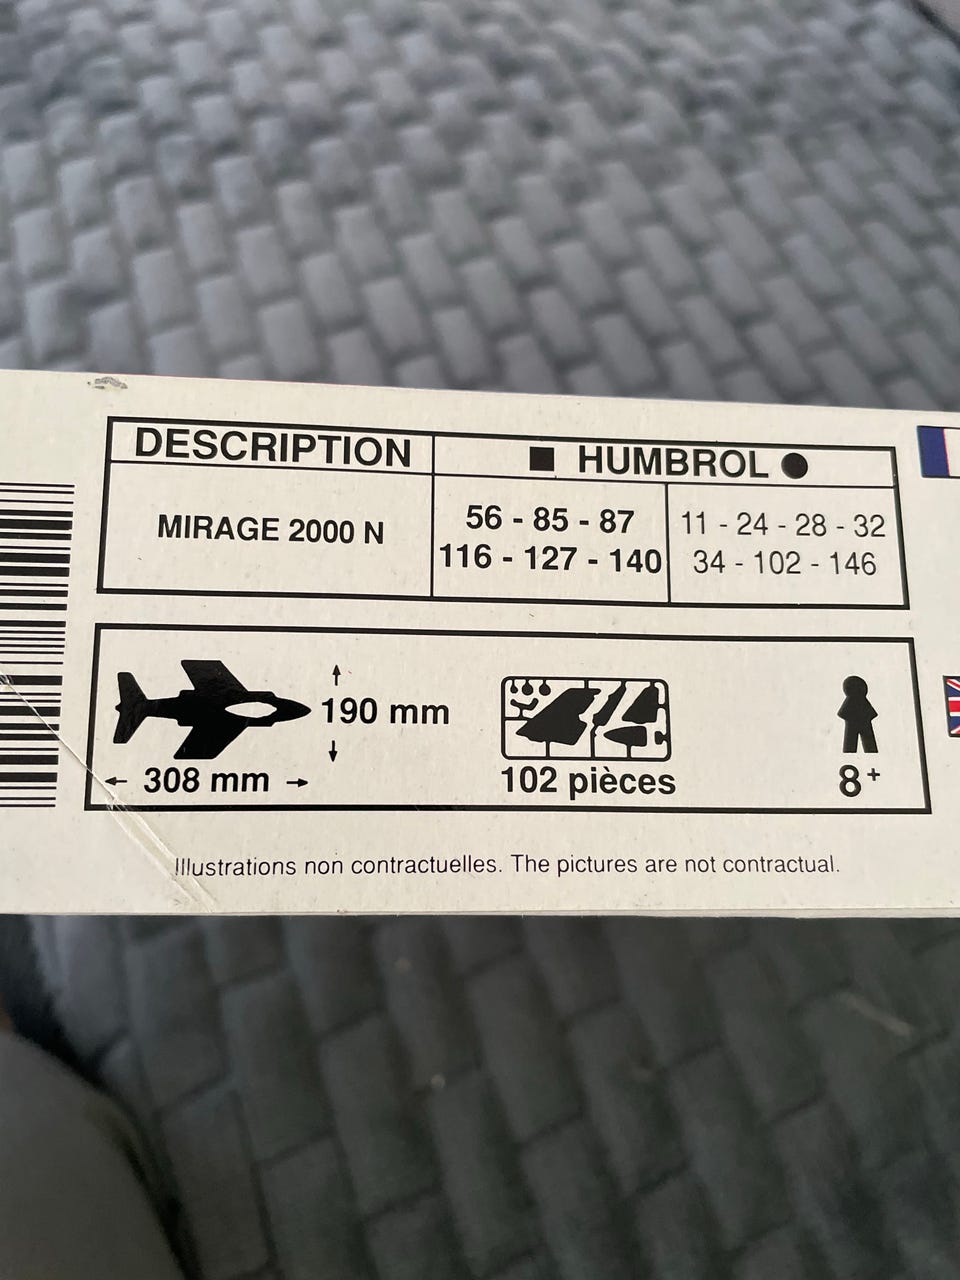 DESCRIPTION
■ HUMBROL ●
MIRAGE 2000 N
56 - 85 - 87
116 - 127 - 140
11 - 24 - 28 - 32
34 - 102 - 146
190 mm
308 mm
102 pièces
8+
Illustrations non contractuelles. The pictures are not contractual.